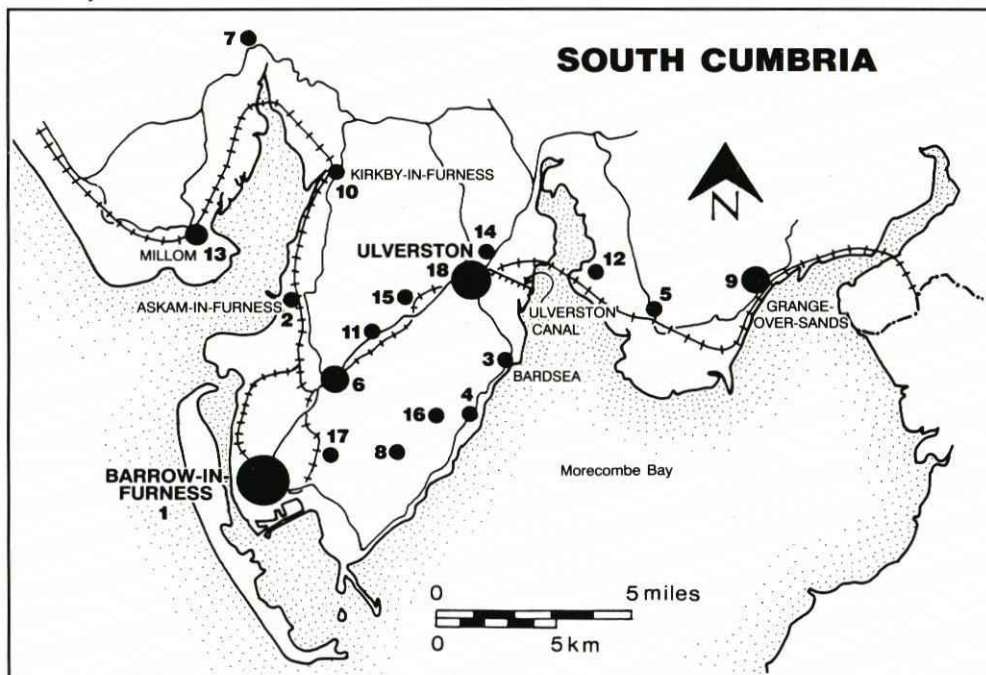 SOUTH CUMBRIA
7
N
10
KIRKBY-IN-FURNESS
MILLOM 13
ULVERSTON
18
14
12
9
GRANGE-
OVER-SANDS
ASKAM-IN-FURNESS
2
15
11
5
ULVERSTON
CANAL
6
3
BARDSEA
16
4
17
8
BARROW-IN-
FURNESS
1
Morecombe Bay
0 5 miles
0 5 km